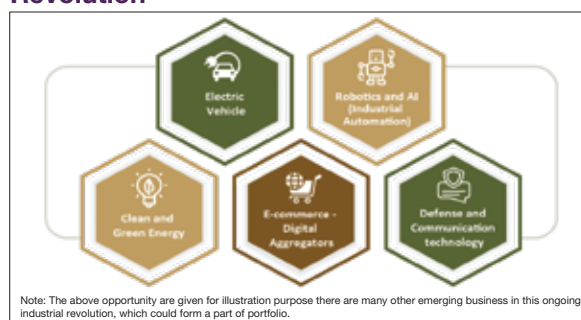 Revolution
Electric
Vehicle
Robotics and AI
(Industrial
Automation)
Clean and
Green Energy
E-commerce -
Digital
Aggregators
Defense and
Communication
technology
Note: The above opportunity are given for illustration purpose there are many other emerging business in this ongoing
industrial revolution, which could form a part of portfolio.